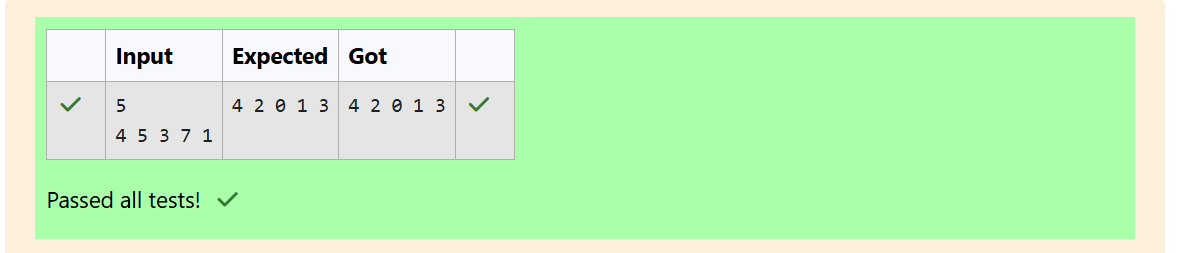 Input Expected Got
5 4 2 0 1 3 4 2 0 1 3
4 5 3 7 1
Passed all tests!